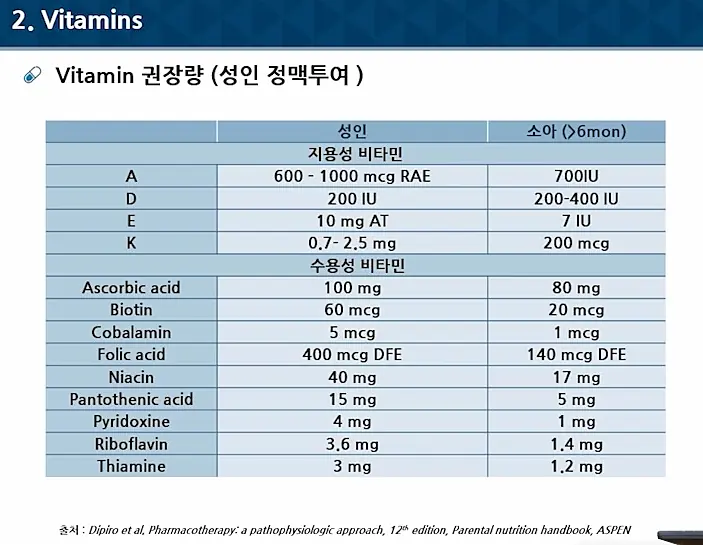 2. Vitamins
Vitamin 권장량 (성인 정맥투여 )
성인 소아 (>6mon)
지용성 비타민
A 600 - 1000 mcg RAE 700IU
D 200 IU 200-400 IU
E 10 mg AT 7 IU
K 0.7- 2.5 mg 200 mcg
수용성 비타민
Ascorbic acid 100 mg 80 mg
Biotin 60 mcg 20 mcg
Cobalamin 5 mcg 1 mcg
Folic acid 400 mcg DFE 140 mcg DFE
Niacin 40 mg 17 mg
Pantothenic acid 15 mg 5 mg
Pyridoxine 4 mg 1 mg
Riboflavin 3.6 mg 1.4 mg
Thiamine 3 mg 1.2 mg
출처 : Dipiro et al, Pharmacotherapy: a pathophysiologic approach, 12th edition, Parental nutrition handbook, ASPEN